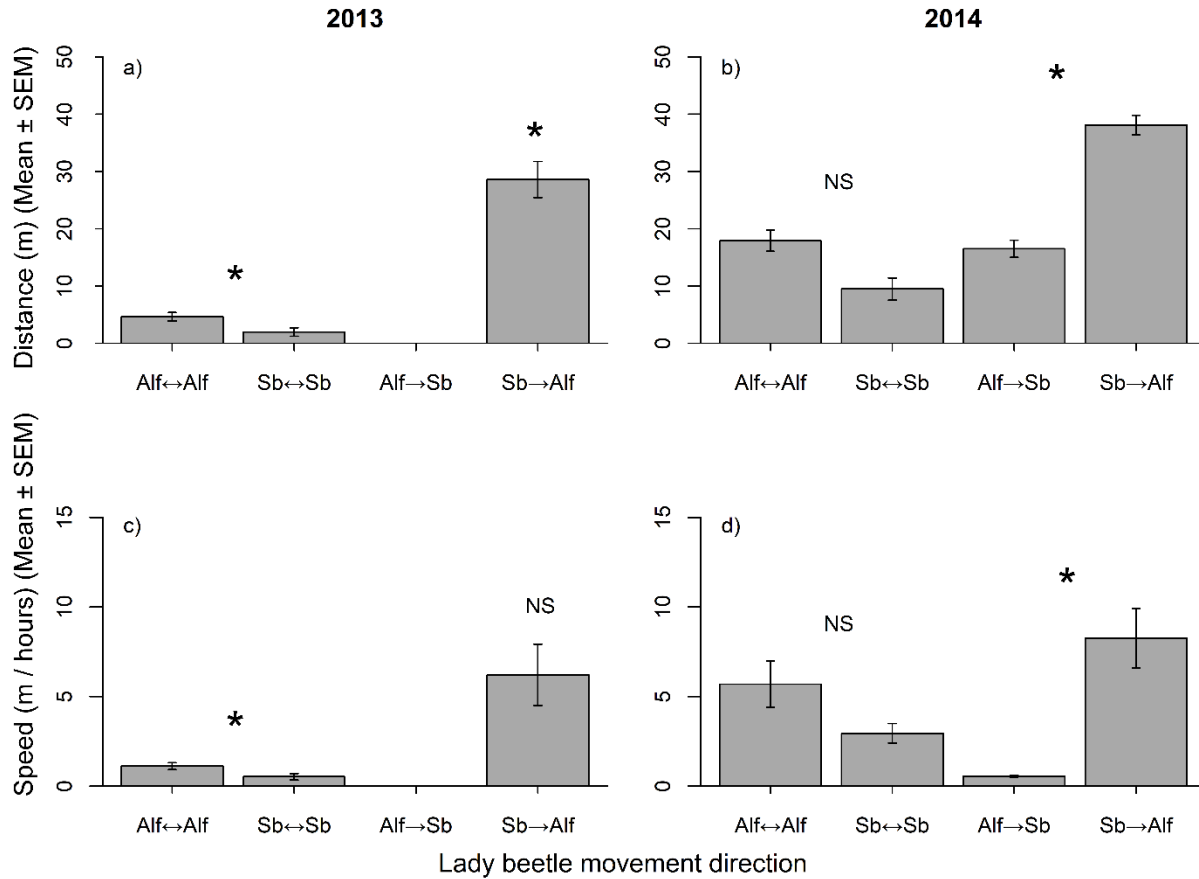 2013
2014
Distance (m) (Mean ± SEM)
a)
50
40
30
20
10
0
*
*
Alf↔Alf
Sb↔Sb
Alf→Sb
Sb→Alf
b)
50
40
30
20
10
0
NS
*
Alf↔Alf
Sb↔Sb
Alf→Sb
Sb→Alf
Speed (m / hours) (Mean ± SEM)
c)
15
10
5
0
*
NS
Alf↔Alf
Sb↔Sb
Alf→Sb
Sb→Alf
d)
15
10
5
0
NS
*
Alf↔Alf
Sb↔Sb
Alf→Sb
Sb→Alf
Lady beetle movement direction